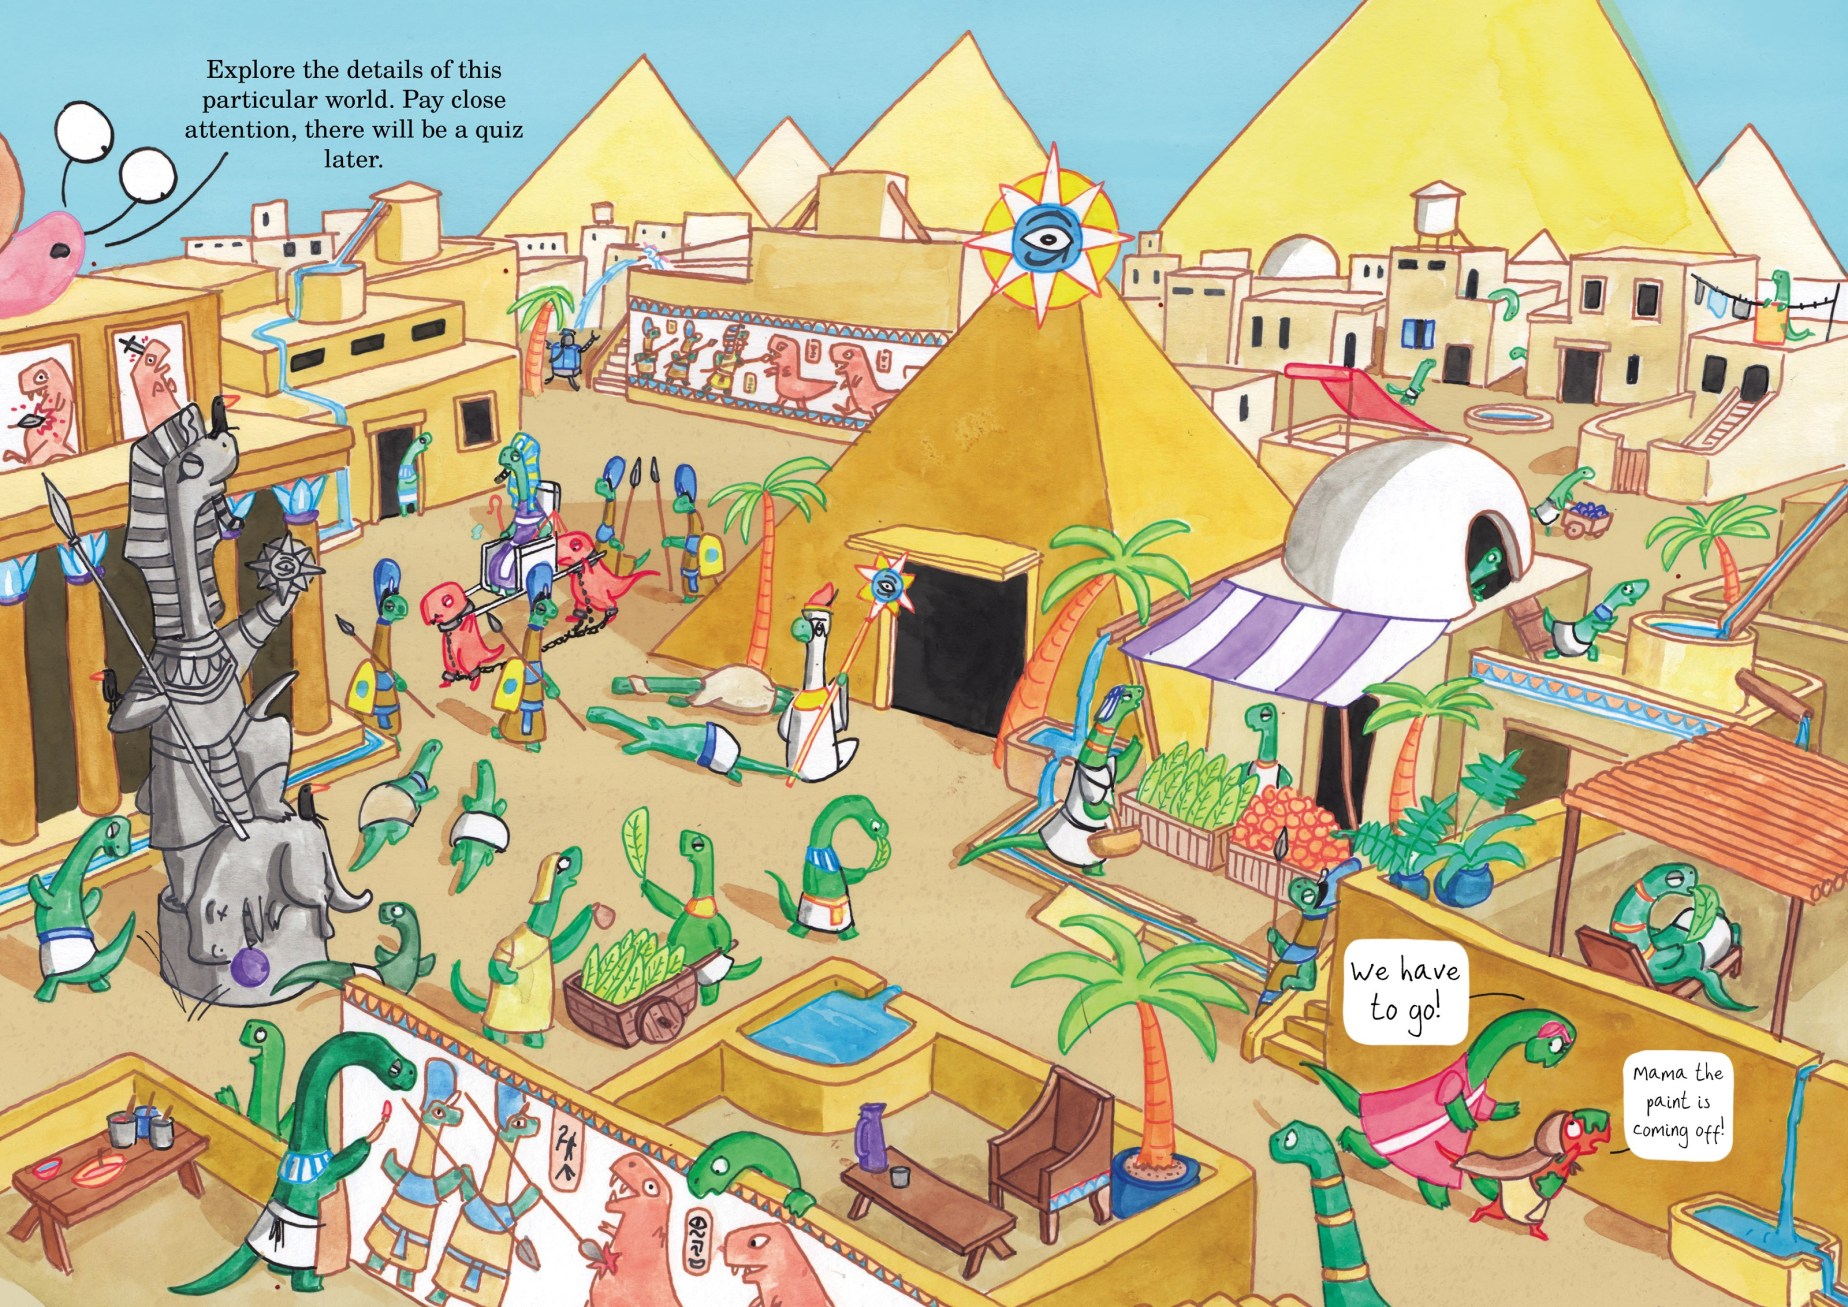 Explore the details of this
particular world. Pay close
attention, there will be a quiz
later.
We have
to go!
Mama the
paint is
coming off!